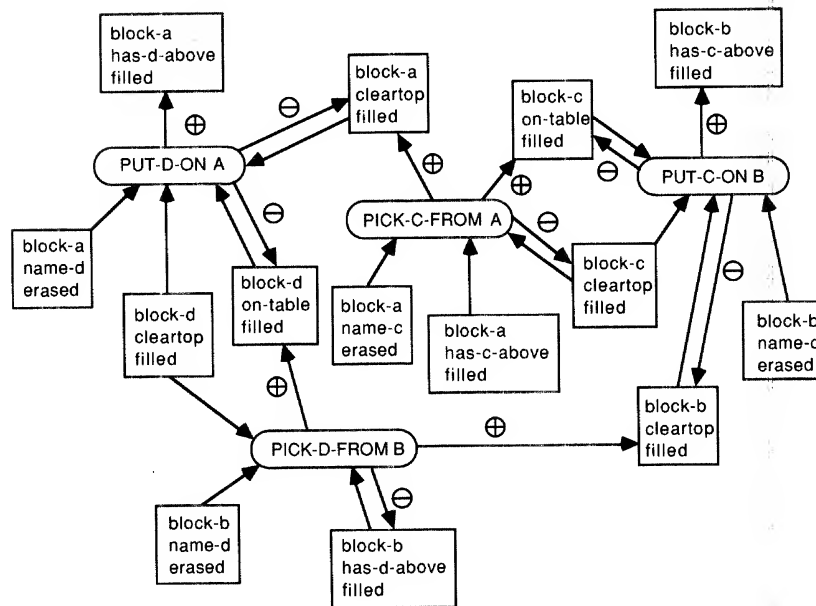 block-a
has-d-above
filled
block-a
cleartop
filled
block-c
on-table
filled
block-b
has-c-above
filled
⊕
⊖
⊕
⊖
⊕
⊕
PUT-D-ON A
PUT-C-ON B
⊖
PICK-C-FROM A
⊖
⊖
block-a
name-d
erased
block-d
cleartop
filled
block-d
on-table
filled
block-a
name-c
erased
block-a
has-c-above
filled
block-c
cleartop
filled
block-b
name-c
erased
⊕
⊕
block-b
cleartop
filled
PICK-D-FROM B
⊖
block-b
name-d
erased
block-b
has-d-above
filled